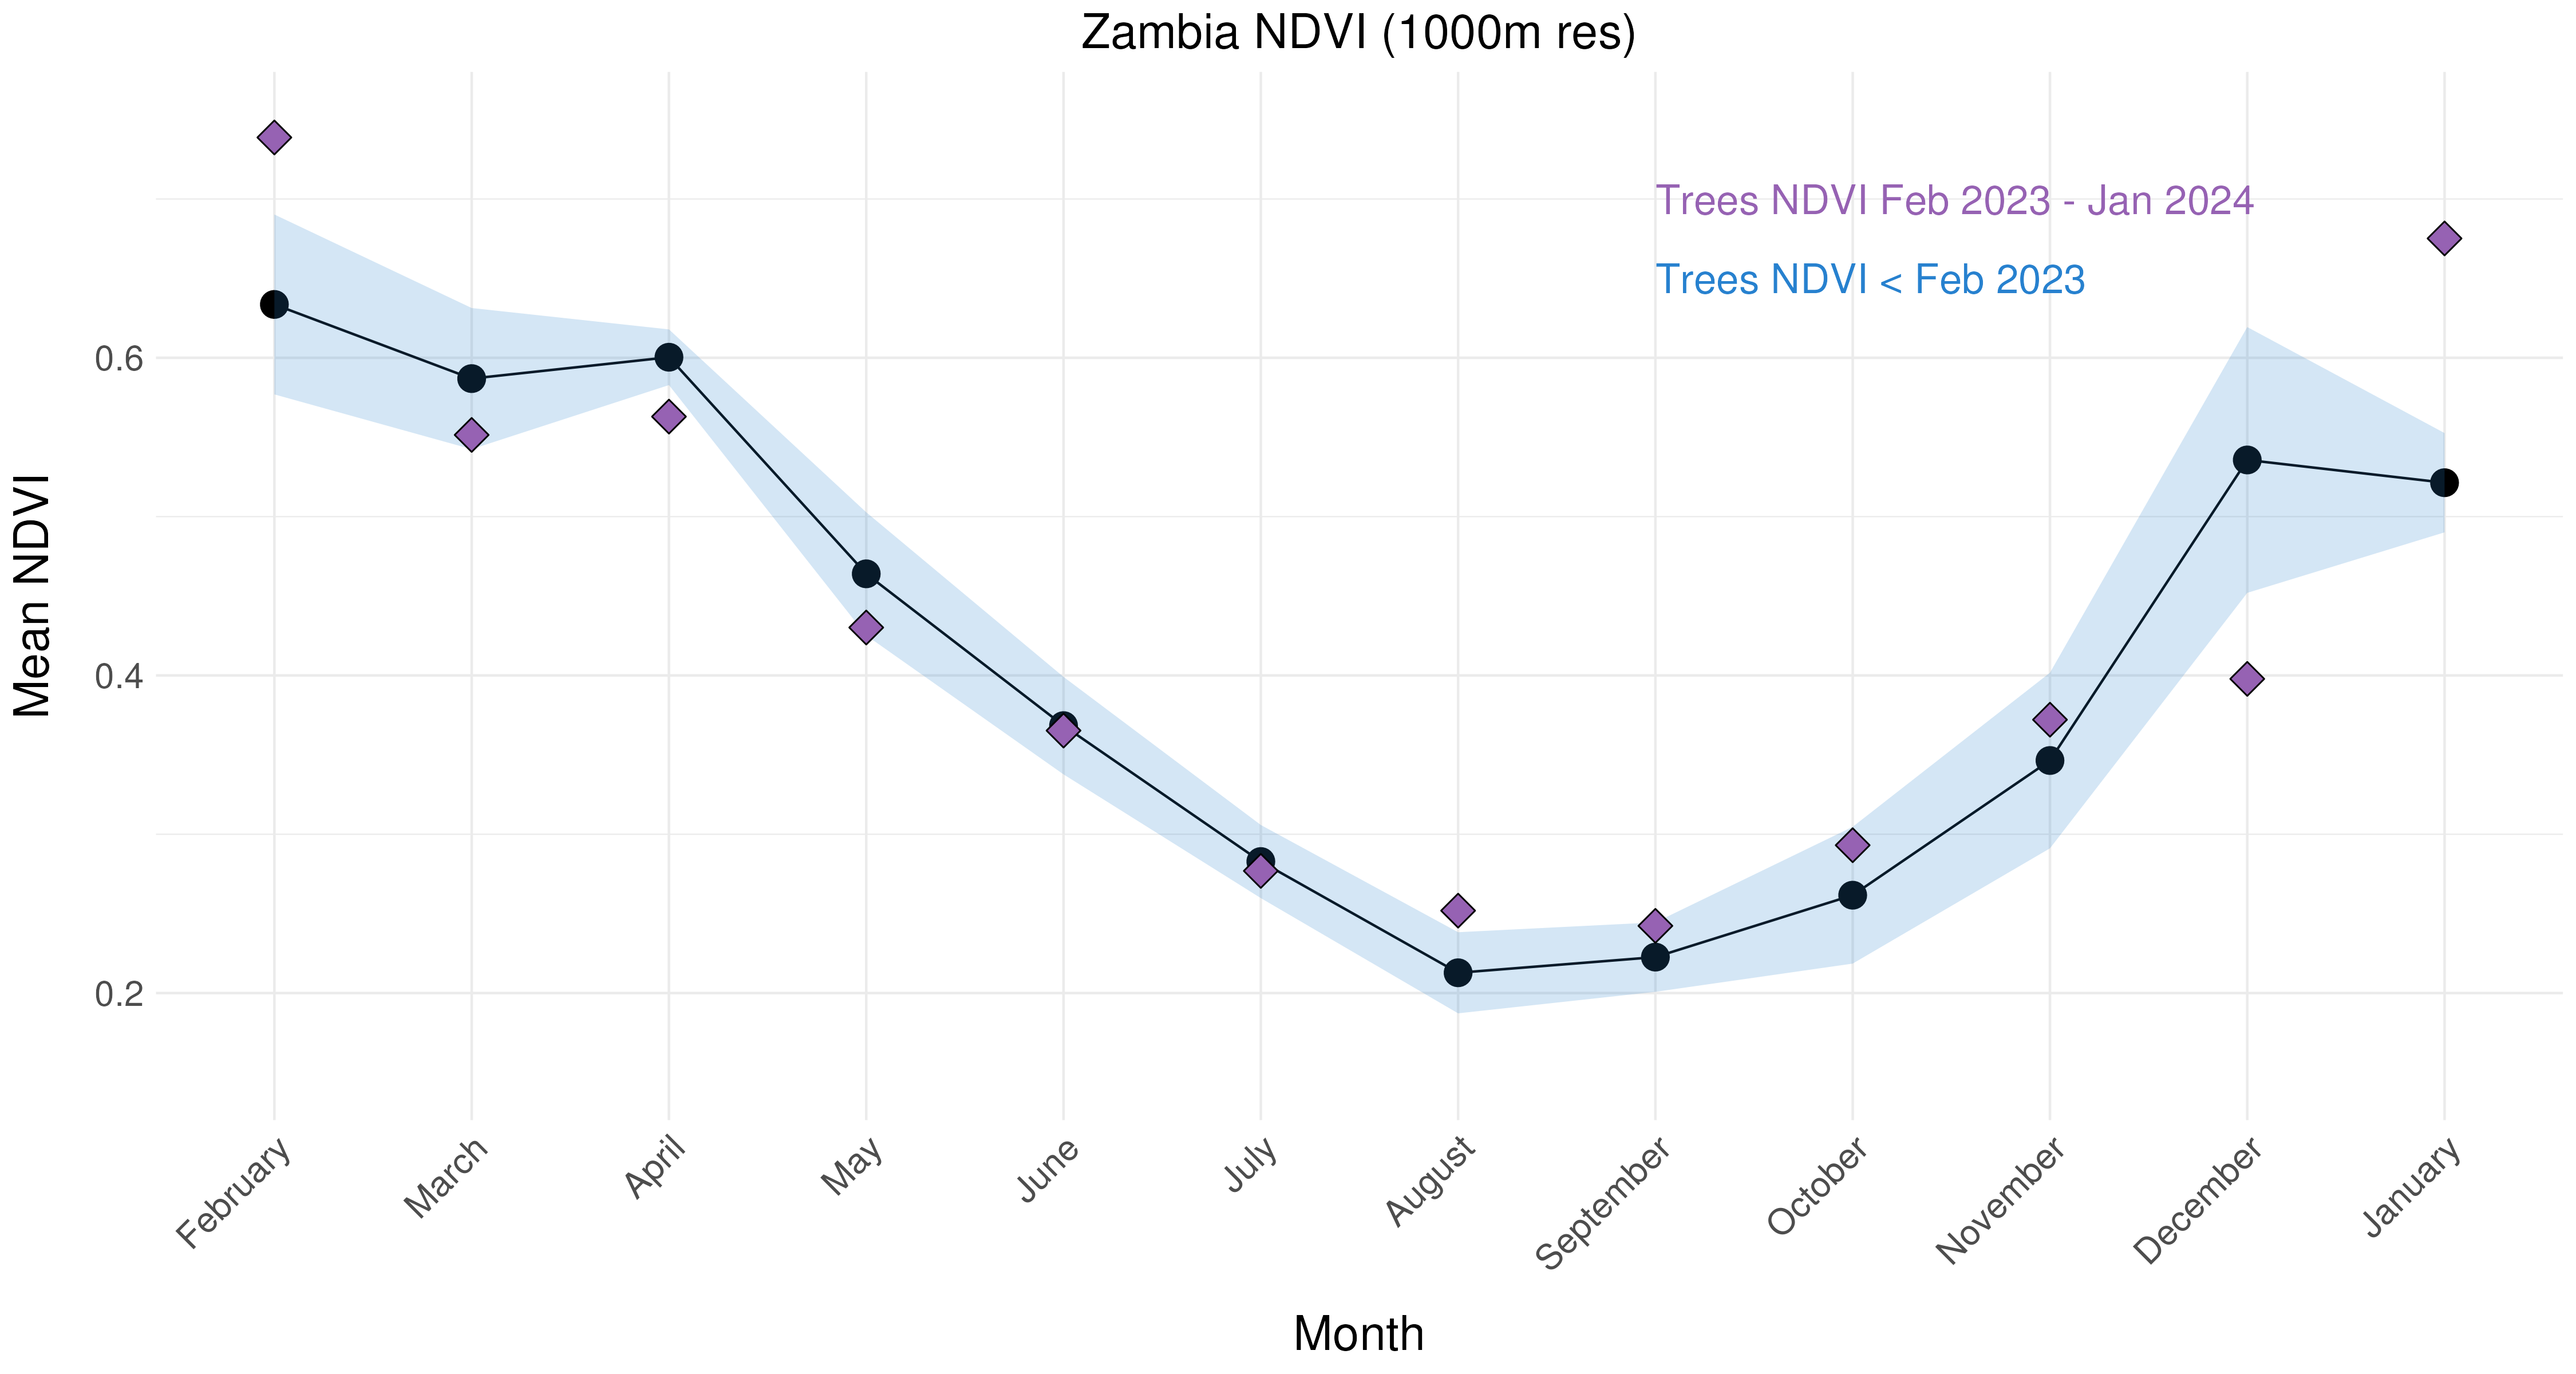 Zambia NDVI (1000m res)
Trees NDVI Feb 2023 - Jan 2024
Trees NDVI < Feb 2023
Mean NDVI
0.6
0.4
0.2
February
March
April
May
June
July
August
September
October
November
December
January
Month